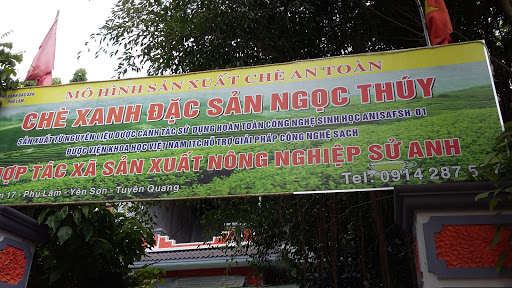 MÔ HÌNH SẢN XUẤT CHÈ AN TOÀN
CHÈ XANH ĐẶC SẢN NGỌC THÚY
SẢN XUẤT TỪ NGUYÊN LIỆU ĐƯỢC CANH TÁC SỬ DỤNG HOÀN TOÀN CÔNG NGHỆ SINH HỌC ANISAFSH-01
ĐƯỢC VIỆN KHOA HỌC VIỆT NAM ITC HỖ TRỢ GIẢI PHÁP CÔNG NGHỆ SẠCH
HỢP TÁC XÃ SẢN XUẤT NÔNG NGHIỆP SỬ ANH
17 - Phú Lâm - Yên Sơn - Tuyên Quang
Tel: 0914 287 5